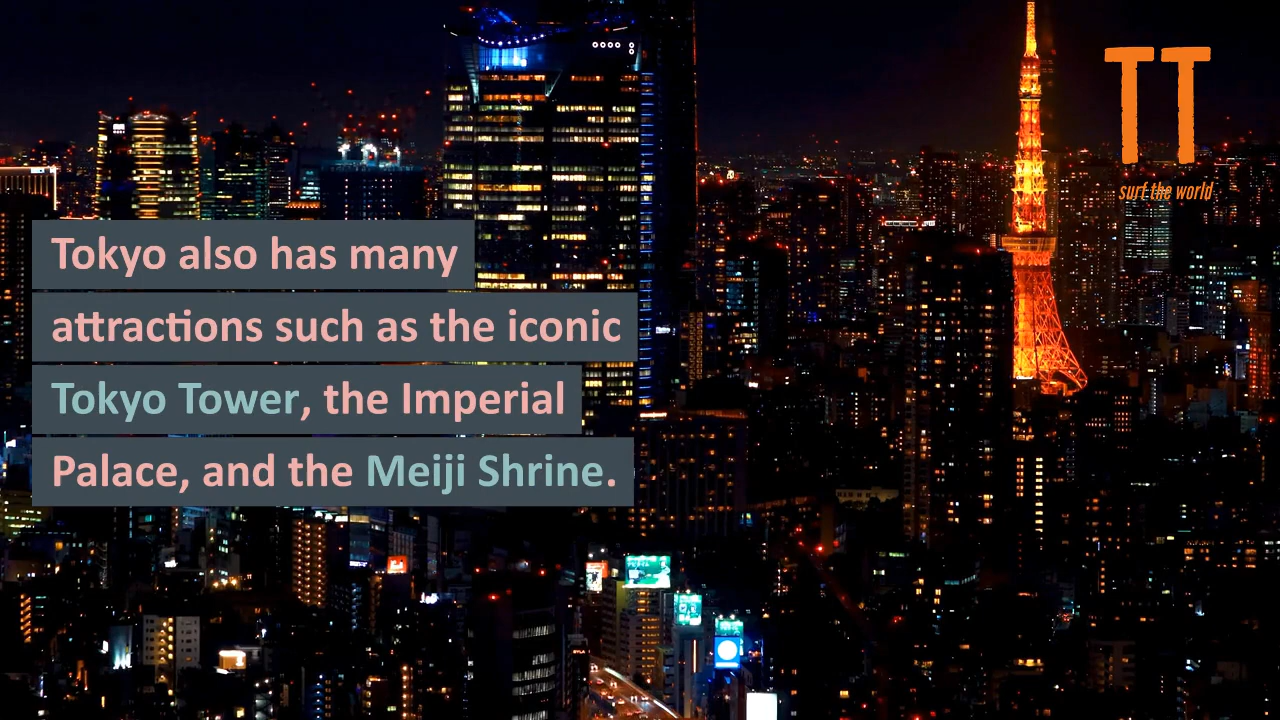 TT
surf the world
Tokyo also has many
attractions such as the iconic
Tokyo Tower, the Imperial
Palace, and the Meiji Shrine.